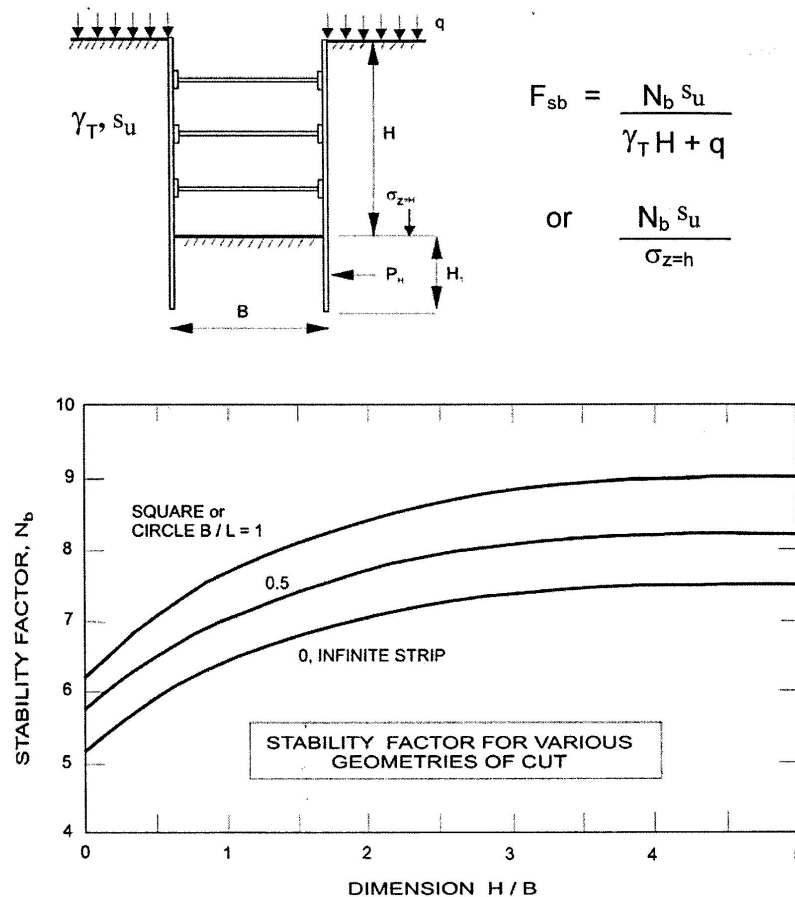 q
γT, su
H
σz=H
PH
H1
B
Fsb = Nb su
γT H + q
or Nb su
σz=h
10
9
8
7
6
5
4
STABILITY FACTOR, Nb
SQUARE or
CIRCLE B / L = 1
0.5
0, INFINITE STRIP
STABILITY FACTOR FOR VARIOUS
GEOMETRIES OF CUT
0 1 2 3 4 5
DIMENSION H / B